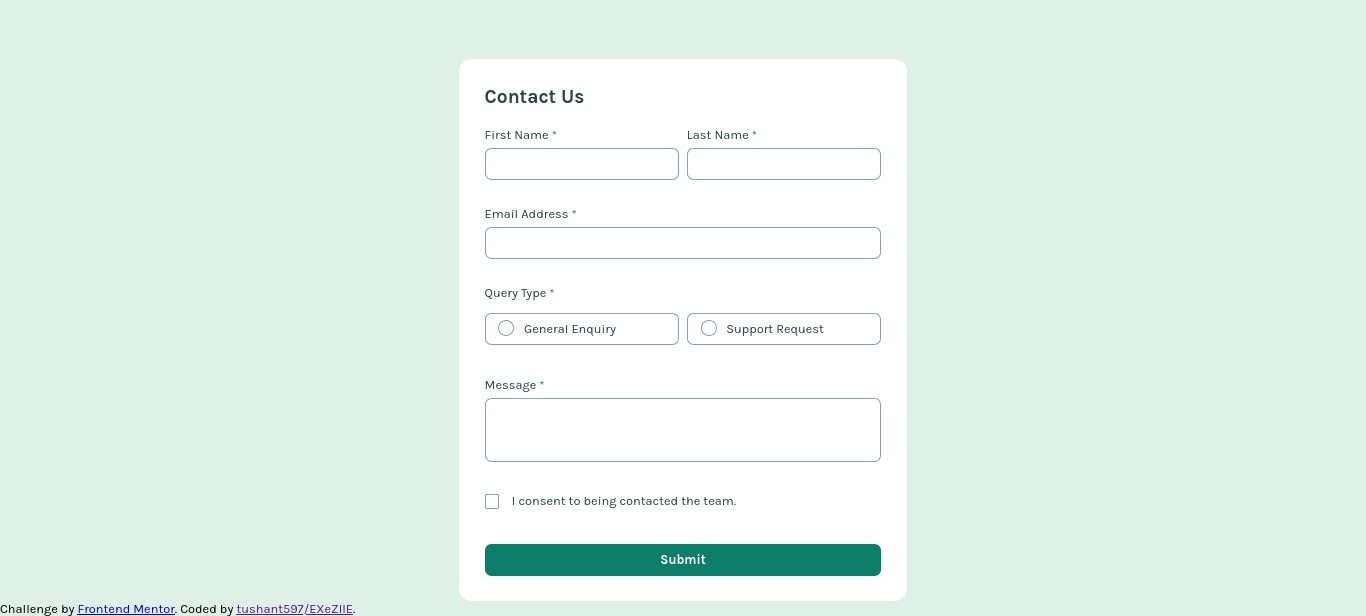 Contact Us
First Name * Last Name *
Email Address *
Query Type *
General Enquiry Support Request
Message *
I consent to being contacted the team.
Submit
Challenge by Frontend Mentor. Coded by tushant597/EXeZIIE.